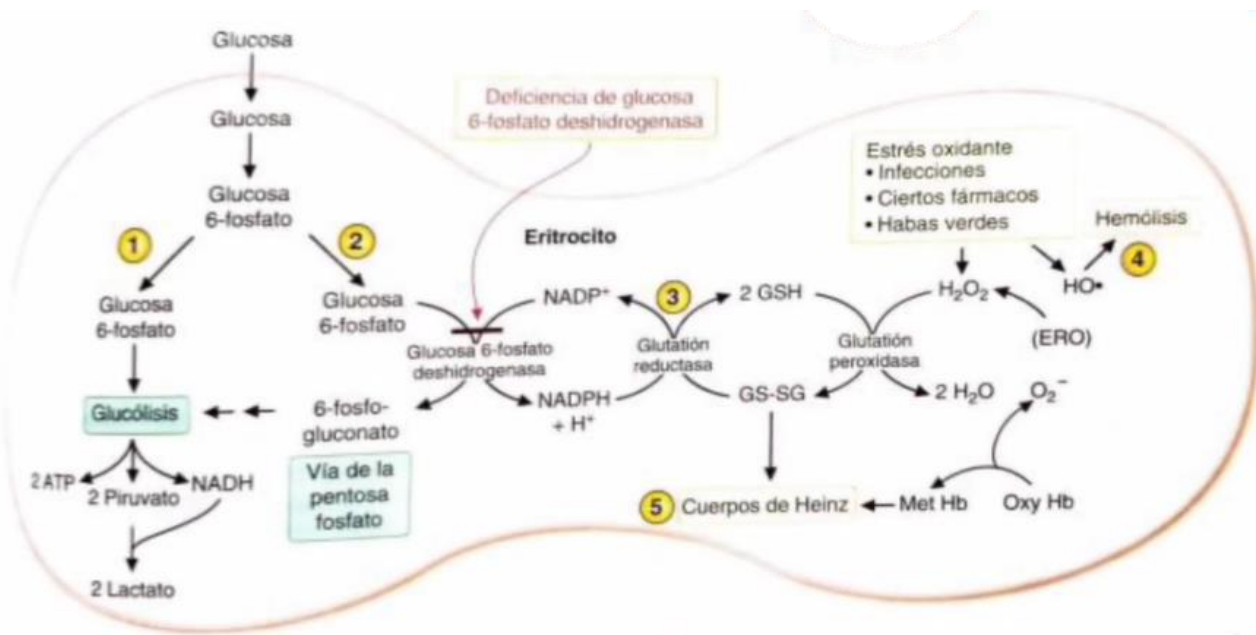 Glucosa
Glucosa
Glucosa
6-fosfato
1
2
Glucosa
6-fosfato
Glucólisis
2 ATP
2 Piruvato
NADH
2 Lactato
Glucosa
6-fosfato
Deficiencia de glucosa
6-fosfato deshidrogenasa
Eritrocito
NADP+
Glucosa 6-fosfato
deshidrogenasa
6-fosfo-
gluconato
NADPH
+ H+
Vía de la
pentosa
fosfato
3
2 GSH
Glutatión
reductasa
GS-SG
Glutatión
peroxidasa
Estrés oxidante
• Infecciones
• Ciertos fármacos
• Habas verdes
Hemólisis
4
H₂O₂
HO•
(ERO)
2 H₂O
O₂⁻
5
Cuerpos de Heinz
Met Hb
Oxy Hb